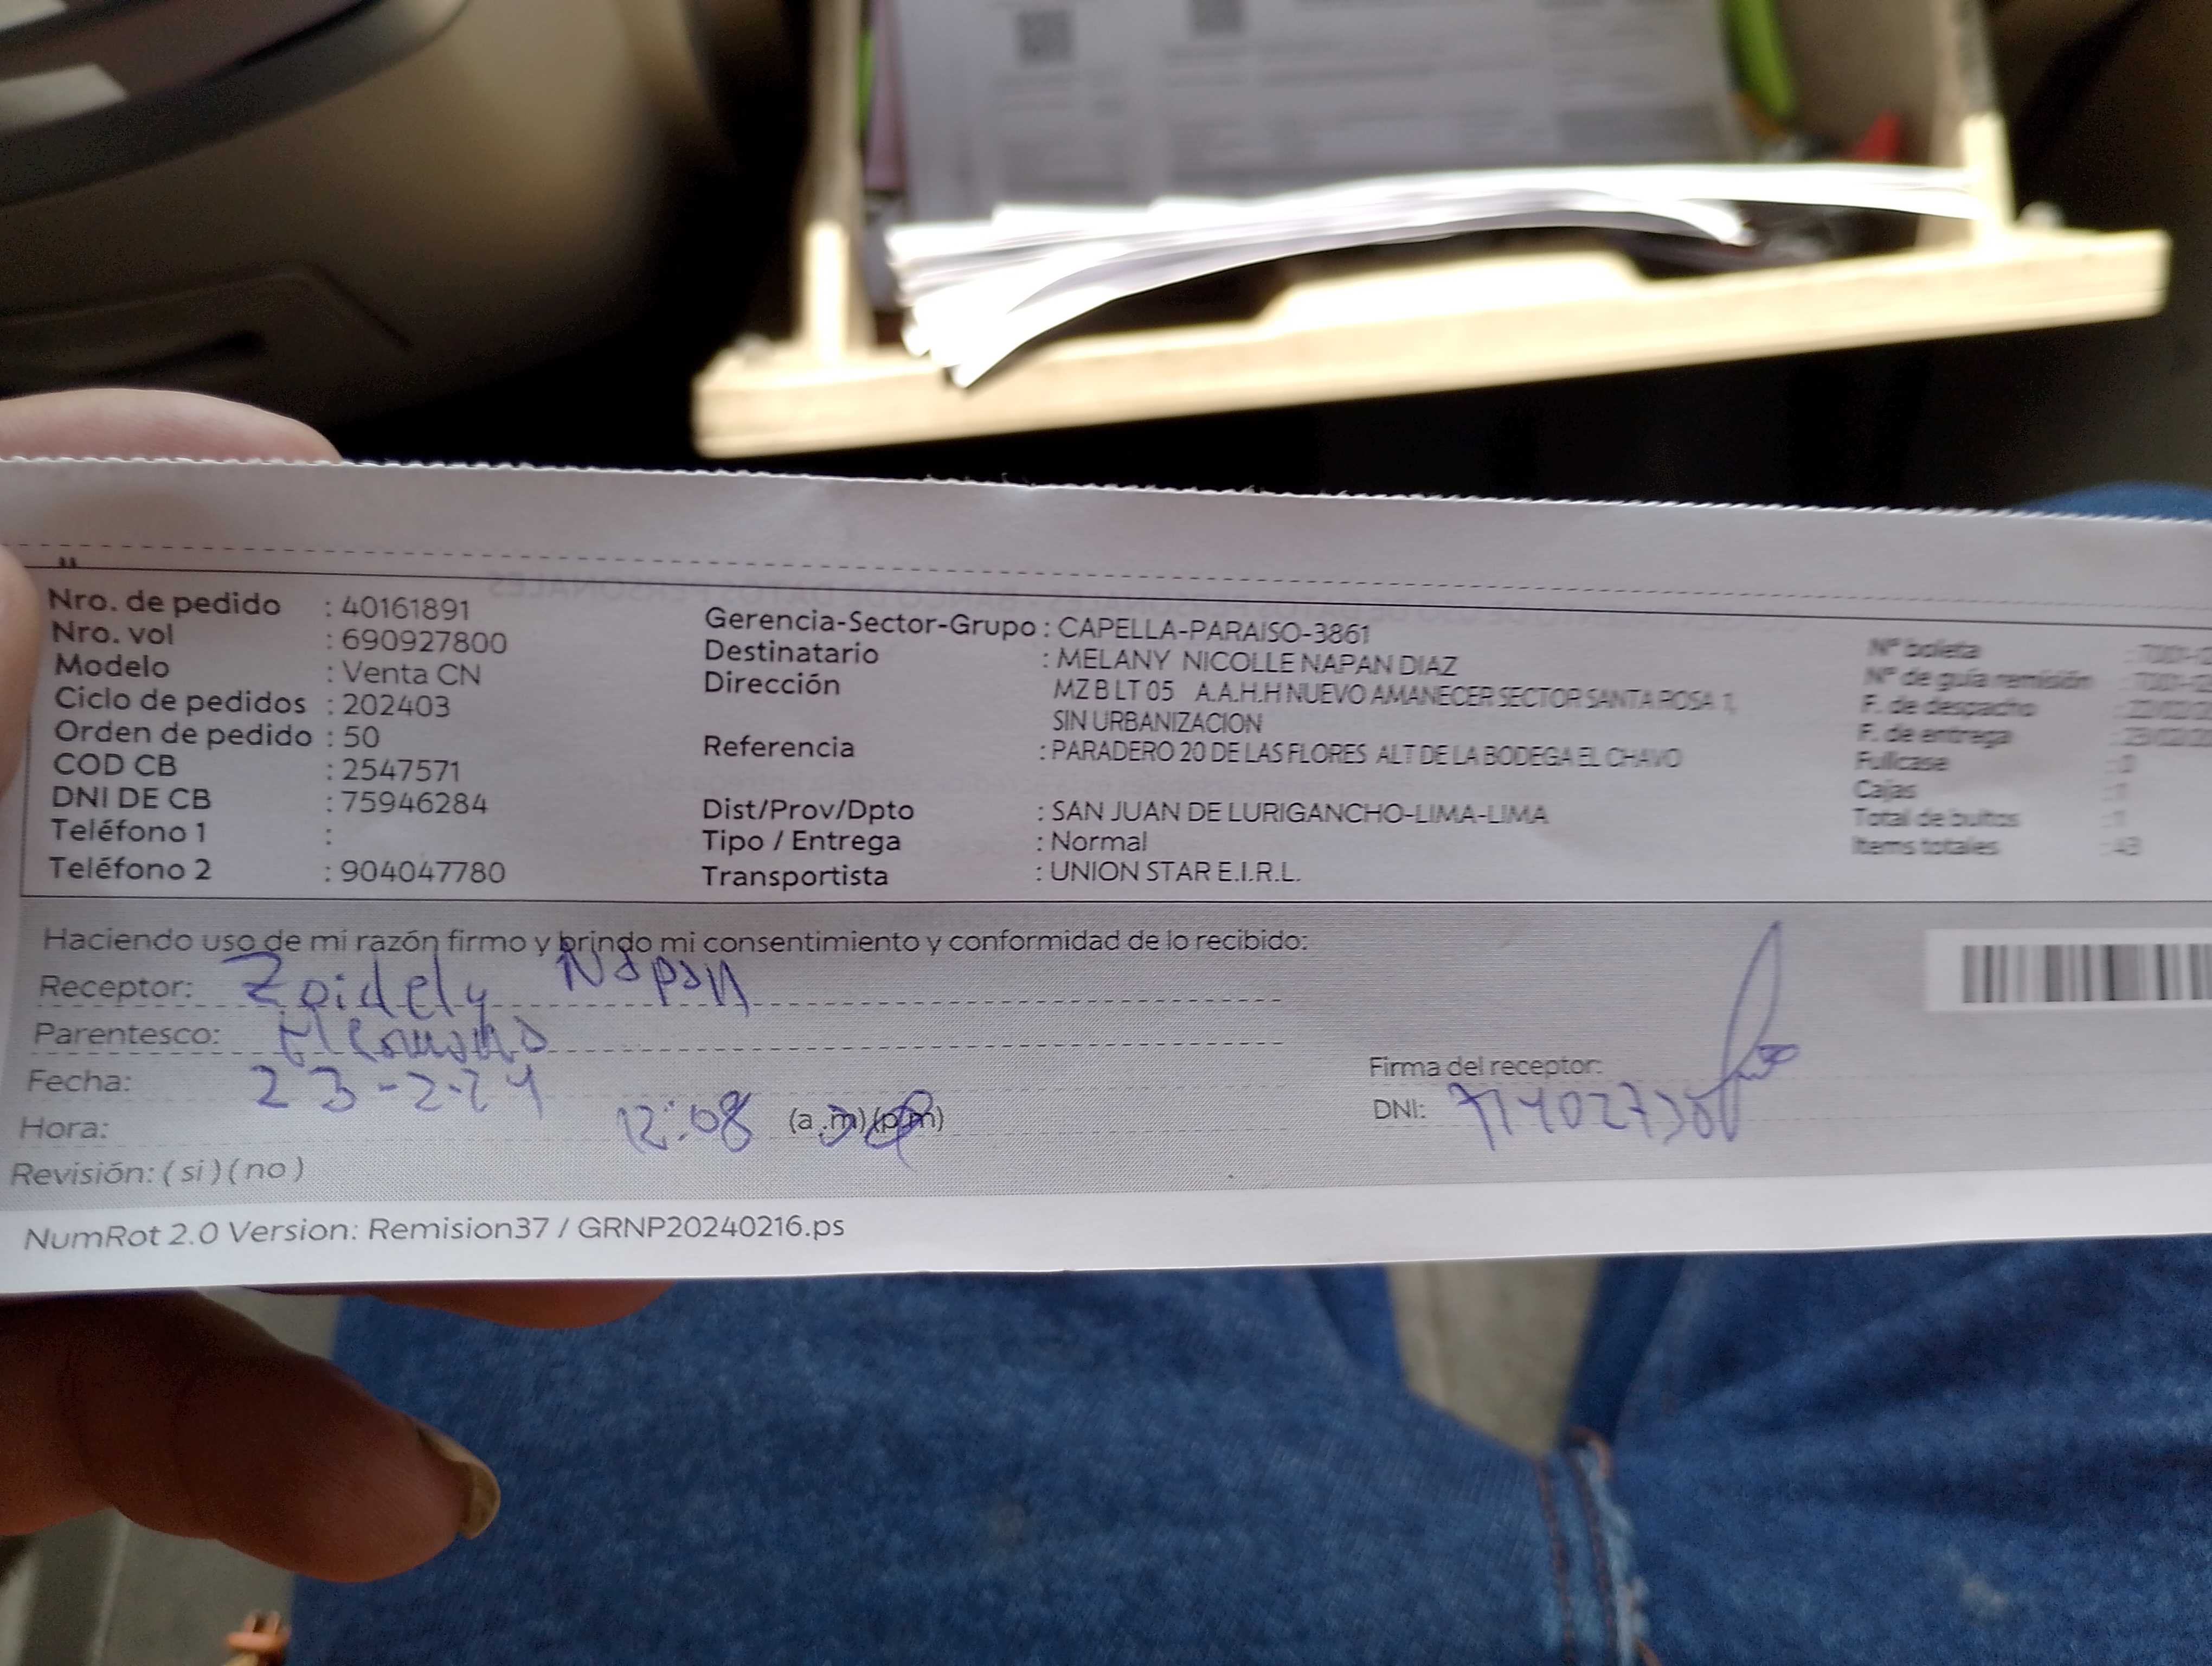 Nro. de pedido : 40161891
Nro. vol : 690927800
Modelo : Venta CN
Ciclo de pedidos : 202403
Orden de pedido : 50
COD CB : 2547571
DNI DE CB : 75946284
Teléfono 1 :
Teléfono 2 : 904047780
Gerencia-Sector-Grupo : CAPELLA-PARAISO-3861
Destinatario : MELANY NICOLLE NAPAN DIAZ
Dirección MZ B LT 05 A.A.H.H NUEVO AMANECER SECTOR SANTA ROSA 1,
SIN URBANIZACION
Referencia : PARADERO 20 DE LAS FLORES ALT DE LA BODEGA EL CHAVO
Dist/Prov/Dpto : SAN JUAN DE LURIGANCHO-LIMA-LIMA
Tipo / Entrega : Normal
Transportista : UNION STAR E.I.R.L.
Nº boleta
Nº de guía remisión
F. de despacho
F. de entrega
Fullcase : 0
Cajas : 1
Total de bultos : 1
Items totales : 43
Haciendo uso de mi razón firmo y brindo mi consentimiento y conformidad de lo recibido:
Receptor: Zoidely Napan
Parentesco:
Fecha: 23-2-24
Hora: 12:08 (a.m) (p.m)
Revisión: ( si ) ( no )
Firma del receptor:
DNI:
NumRot 2.0 Version: Remision37 / GRNP20240216.ps